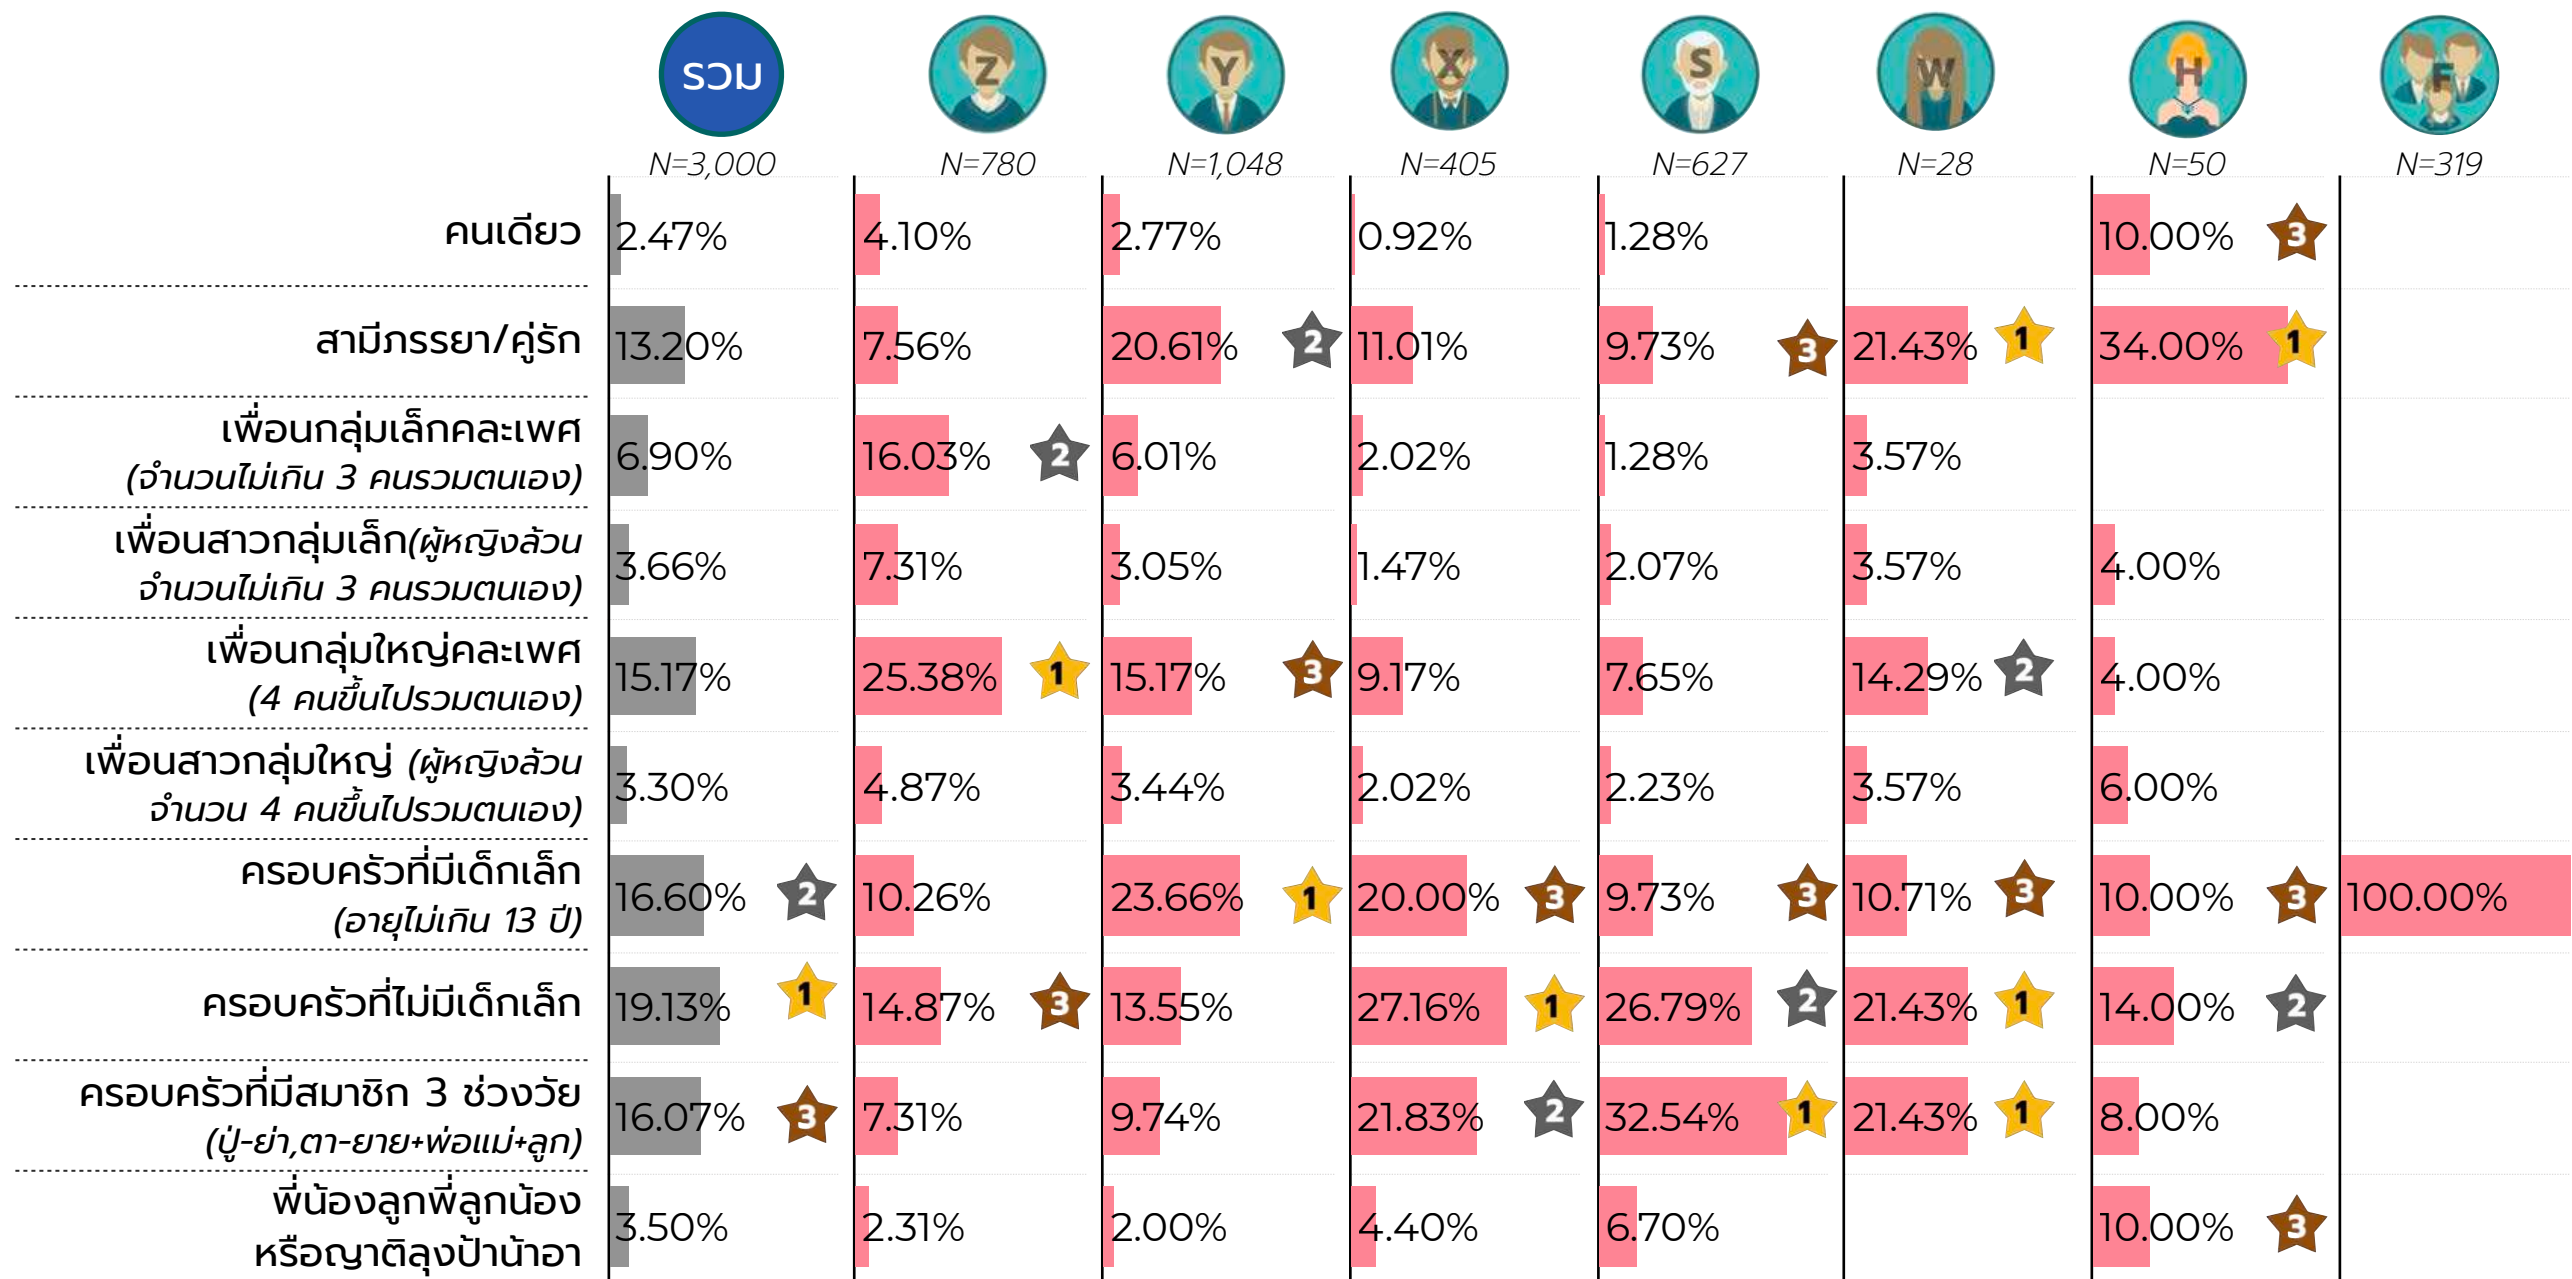 รวม Z Y X S W H F
N=3,000 N=780 N=1,048 N=405 N=627 N=28 N=50 N=319
คนเดียว 2.47% 4.10% 2.77% 0.92% 1.28% 10.00% 3
สามีภรรยา/คู่รัก 13.20% 7.56% 20.61% 2 11.01% 9.73% 3 21.43% 1 34.00% 1
เพื่อนกลุ่มเล็กคละเพศ
(จำนวนไม่เกิน 3 คนรวมตนเอง) 6.90% 16.03% 2 6.01% 2.02% 1.28% 3.57%
เพื่อนสาวกลุ่มเล็ก(ผู้หญิงล้วน
จำนวนไม่เกิน 3 คนรวมตนเอง) 3.66% 7.31% 3.05% 1.47% 2.07% 3.57% 4.00%
เพื่อนกลุ่มใหญ่คละเพศ
(4 คนขึ้นไปรวมตนเอง) 15.17% 25.38% 1 15.17% 3 9.17% 7.65% 14.29% 2 4.00%
เพื่อนสาวกลุ่มใหญ่ (ผู้หญิงล้วน
จำนวน 4 คนขึ้นไปรวมตนเอง) 3.30% 4.87% 3.44% 2.02% 2.23% 3.57% 6.00%
ครอบครัวที่มีเด็กเล็ก
(อายุไม่เกิน 13 ปี) 16.60% 2 10.26% 23.66% 1 20.00% 3 9.73% 3 10.71% 3 10.00% 3 100.00%
ครอบครัวที่ไม่มีเด็กเล็ก 19.13% 1 14.87% 3 13.55% 27.16% 1 26.79% 2 21.43% 1 14.00% 2
ครอบครัวที่มีสมาชิก 3 ช่วงวัย
(ปู่-ย่า,ตา-ยาย+พ่อแม่+ลูก) 16.07% 3 7.31% 9.74% 21.83% 2 32.54% 1 21.43% 1 8.00%
พี่น้องลูกพี่ลูกน้อง
หรือญาติลุงป้าน้าอา 3.50% 2.31% 2.00% 4.40% 6.70% 10.00% 3